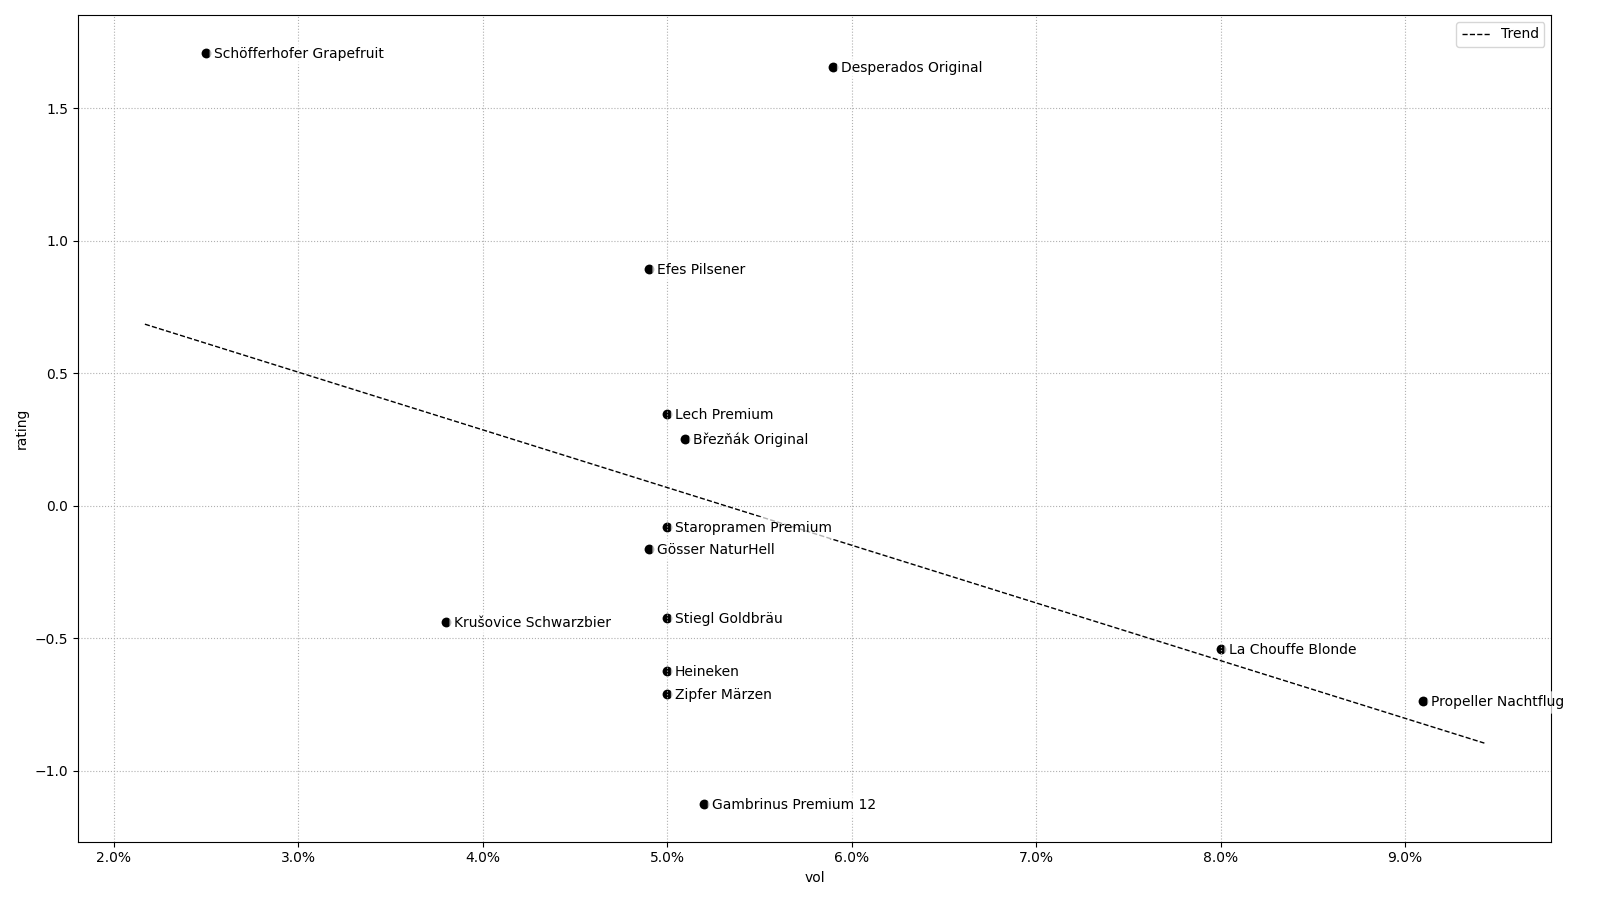 Trend
Schöfferhofer Grapefruit
Desperados Original
1.5
1.0
Efes Pilsener
0.5
Lech Premium
Březňák Original
rating
0.0
Staropramen Premium
Gösser NaturHell
Stiegl Goldbräu
Krušovice Schwarzbier
−0.5
La Chouffe Blonde
Heineken
Zipfer Märzen
Propeller Nachtflug
−1.0
Gambrinus Premium 12
2.0% 3.0% 4.0% 5.0% 6.0% 7.0% 8.0% 9.0%
vol